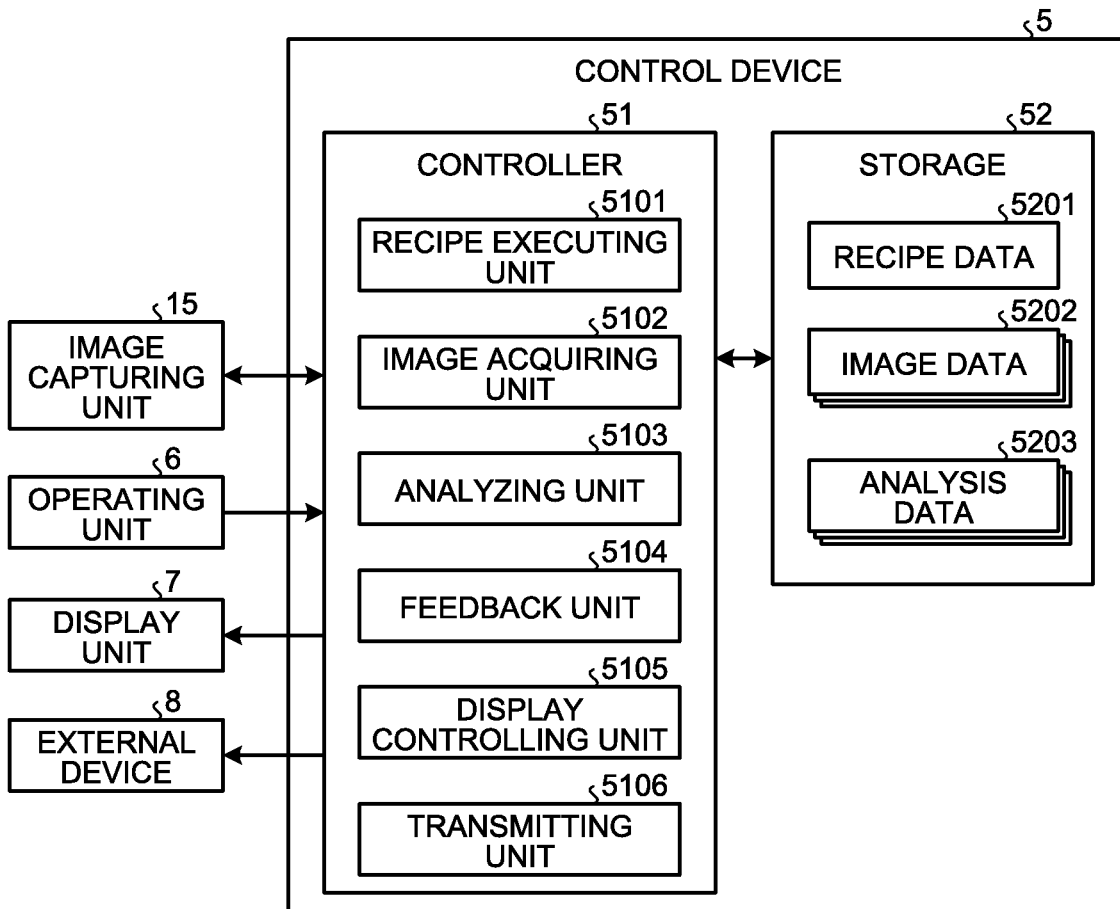 5
CONTROL DEVICE
51
CONTROLLER
5101
RECIPE EXECUTING
UNIT
5102
IMAGE ACQUIRING
UNIT
5103
ANALYZING UNIT
5104
FEEDBACK UNIT
5105
DISPLAY
CONTROLLING UNIT
5106
TRANSMITTING
UNIT
52
STORAGE
5201
RECIPE DATA
5202
IMAGE DATA
5203
ANALYSIS
DATA
15
IMAGE
CAPTURING
UNIT
6
OPERATING
UNIT
7
DISPLAY
UNIT
8
EXTERNAL
DEVICE